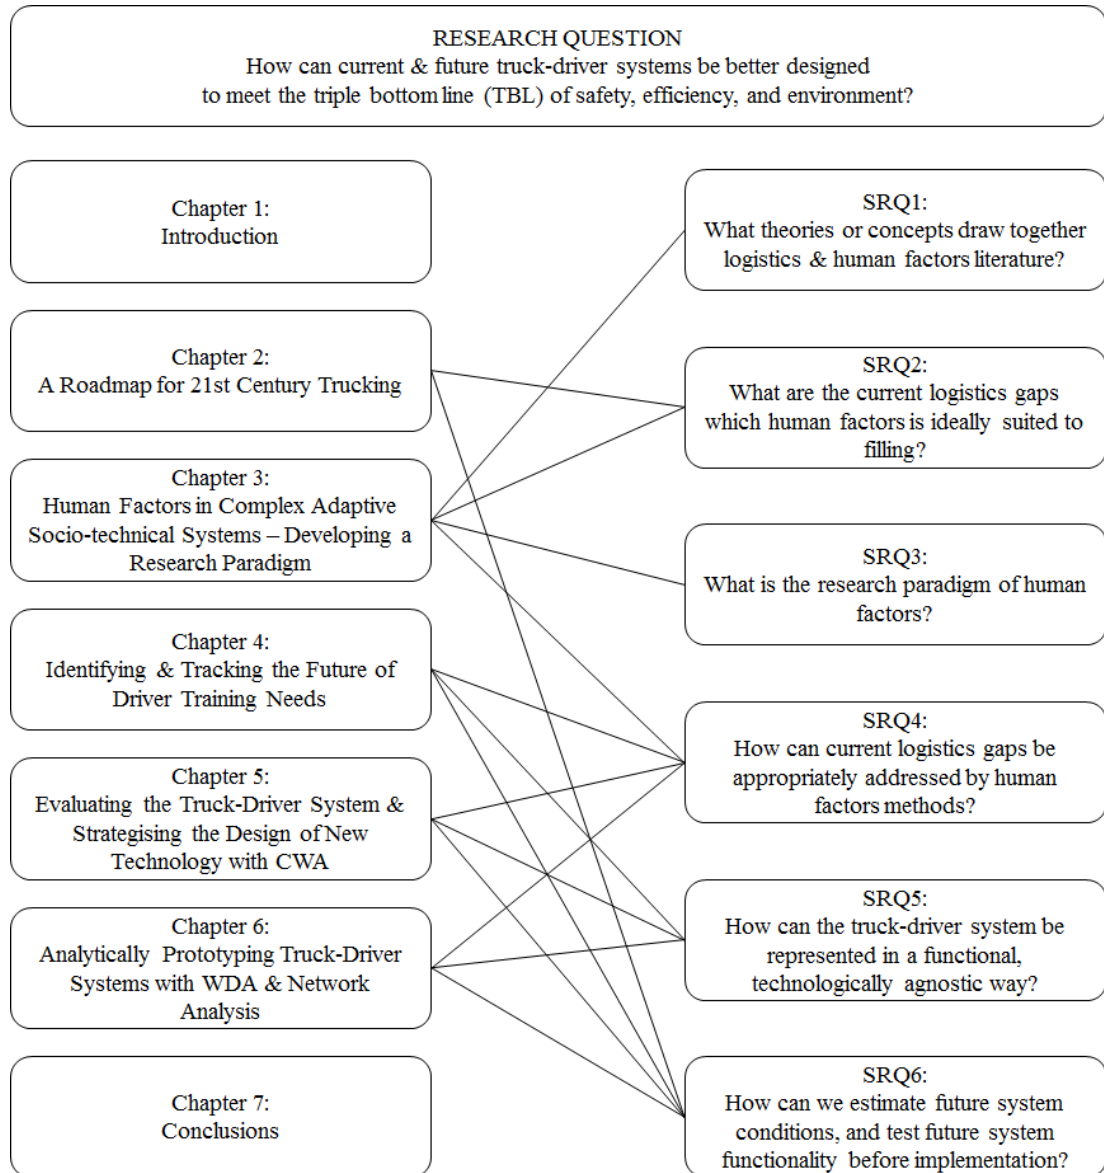 RESEARCH QUESTION
How can current & future truck-driver systems be better designed
to meet the triple bottom line (TBL) of safety, efficiency, and environment?
Chapter 1:
Introduction
Chapter 2:
A Roadmap for 21st Century Trucking
Chapter 3:
Human Factors in Complex Adaptive
Socio-technical Systems – Developing a
Research Paradigm
Chapter 4:
Identifying & Tracking the Future of
Driver Training Needs
Chapter 5:
Evaluating the Truck-Driver System &
Strategising the Design of New
Technology with CWA
Chapter 6:
Analytically Prototyping Truck-Driver
Systems with WDA & Network
Analysis
Chapter 7:
Conclusions
SRQ1:
What theories or concepts draw together
logistics & human factors literature?
SRQ2:
What are the current logistics gaps
which human factors is ideally suited to
filling?
SRQ3:
What is the research paradigm of human
factors?
SRQ4:
How can current logistics gaps be
appropriately addressed by human
factors methods?
SRQ5:
How can the truck-driver system be
represented in a functional,
technologically agnostic way?
SRQ6:
How can we estimate future system
conditions, and test future system
functionality before implementation?